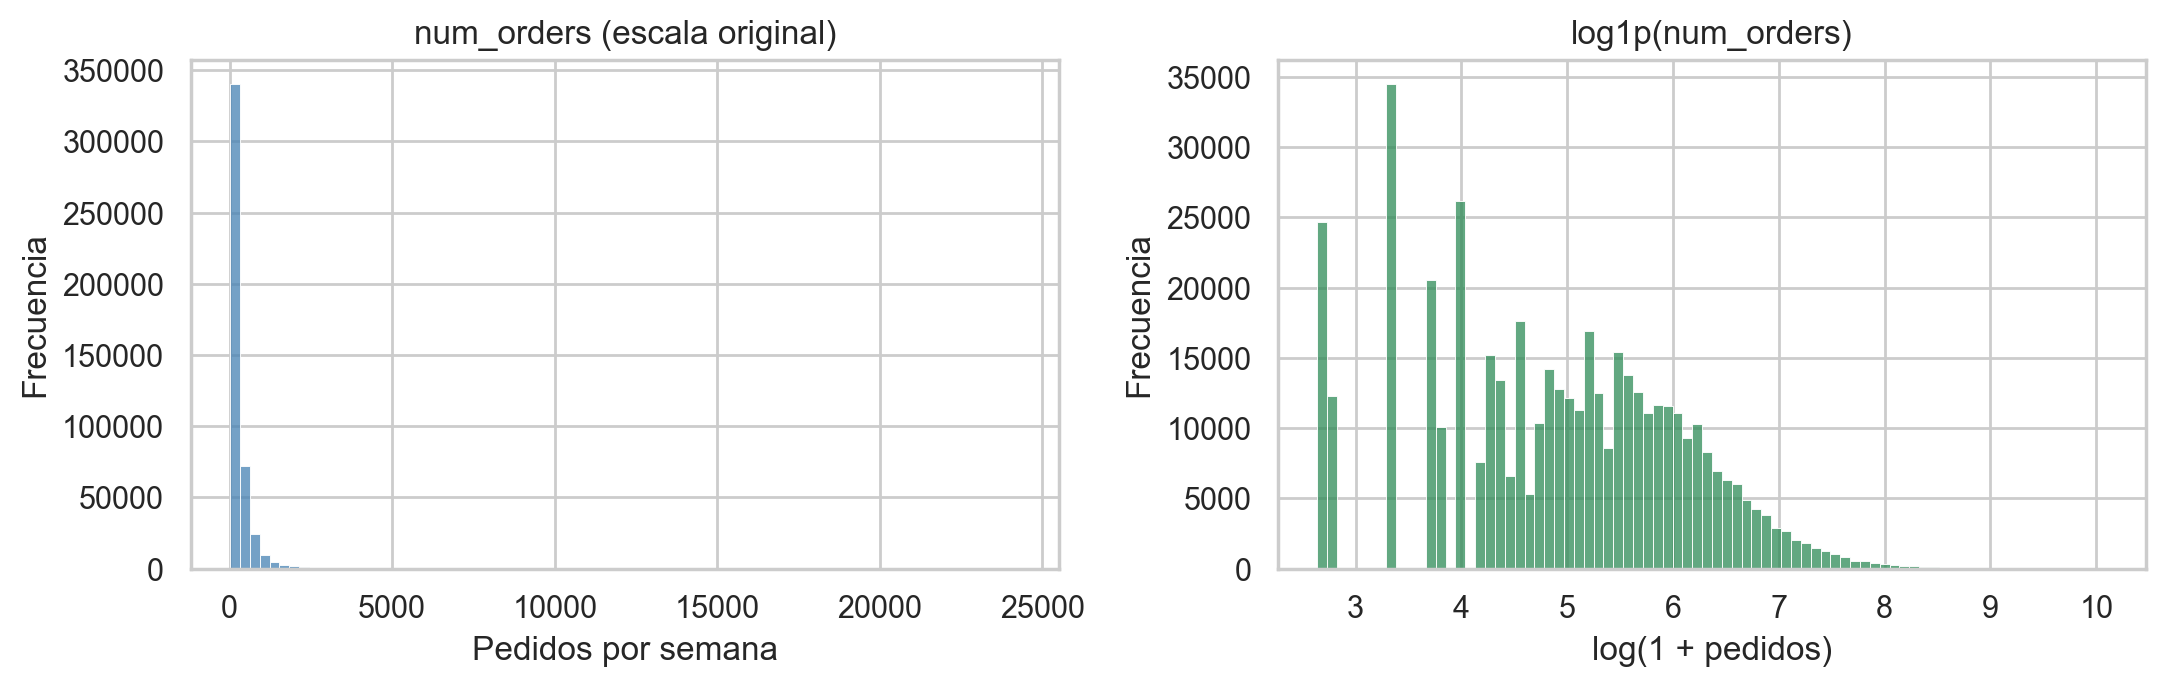 num_orders (escala original)
350000
300000
250000
200000
150000
100000
50000
0
Frecuencia
0 5000 10000 15000 20000 25000
Pedidos por semana
log1p(num_orders)
35000
30000
25000
20000
15000
10000
5000
0
Frecuencia
3 4 5 6 7 8 9 10
log(1 + pedidos)